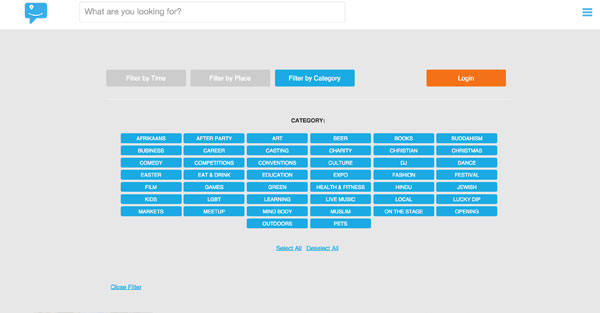 What are you looking for?
Filter by Time Filter by Place Filter by Category Login
CATEGORY:
AFRIKAANS AFTER PARTY ART BEER BOOKS BUDDAHISM
BUSINESS CAREER CASTING CHARITY CHRISTIAN CHRISTMAS
COMEDY COMPETITIONS CONVENTIONS CULTURE DJ DANCE
EASTER EAT & DRINK EDUCATION EXPO FASHION FESTIVAL
FILM GAMES GREEN HEALTH & FITNESS HINDU JEWISH
KIDS LGBT LEARNING LIVE MUSIC LOCAL LUCKY DIP
MARKETS MEETUP MIND BODY MUSLIM ON THE STAGE OPENING
OUTDOORS PETS
Select All Deselect All
Close Filter